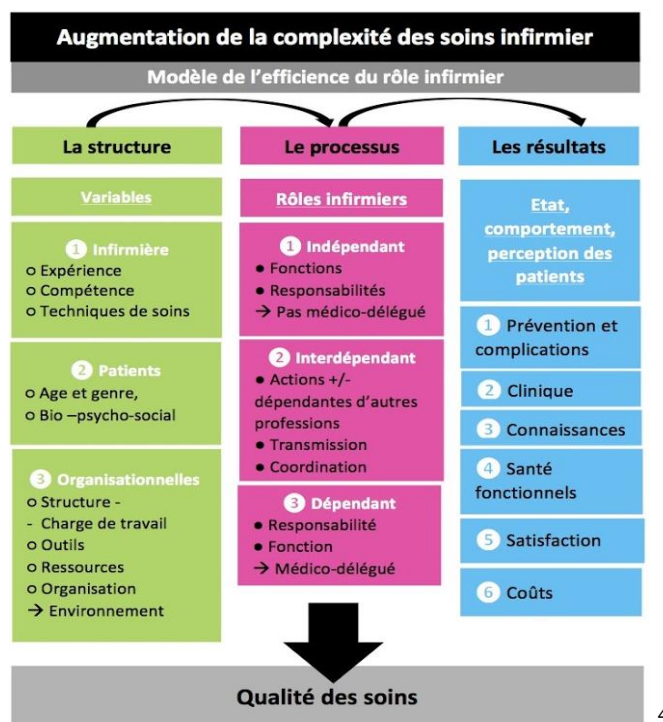 Augmentation de la complexité des soins infirmier
Modèle de l'efficience du rôle infirmier
La structure
Variables
1 Infirmière
o Expérience
o Compétence
o Techniques de soins
2 Patients
o Age et genre,
o Bio –psycho-social
3 Organisationnelles
o Structure -
- Charge de travail
o Outils
o Ressources
o Organisation
→ Environnement
Le processus
Rôles infirmiers
1 Indépendant
● Fonctions
● Responsabilités
→ Pas médico-délégué
2 Interdépendant
● Actions +/-
dépendantes d'autres
professions
● Transmission
● Coordination
3 Dépendant
● Responsabilité
● Fonction
→ Médico-délégué
Les résultats
Etat,
comportement,
perception des
patients
1 Prévention et
complications
2 Clinique
3 Connaissances
4 Santé
fonctionnels
5 Satisfaction
6 Coûts
Qualité des soins
4